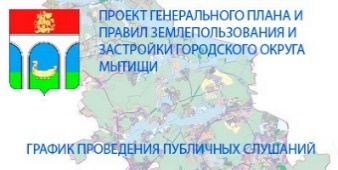 ПРОЕКТ ГЕНЕРАЛЬНОГО ПЛАНА И
ПРАВИЛ ЗЕМЛЕПОЛЬЗОВАНИЯ И
ЗАСТРОЙКИ ГОРОДСКОГО ОКРУГА
МЫТИЩИ
ГРАФИК ПРОВЕДЕНИЯ ПУБЛИЧНЫХ СЛУШАНИЙ